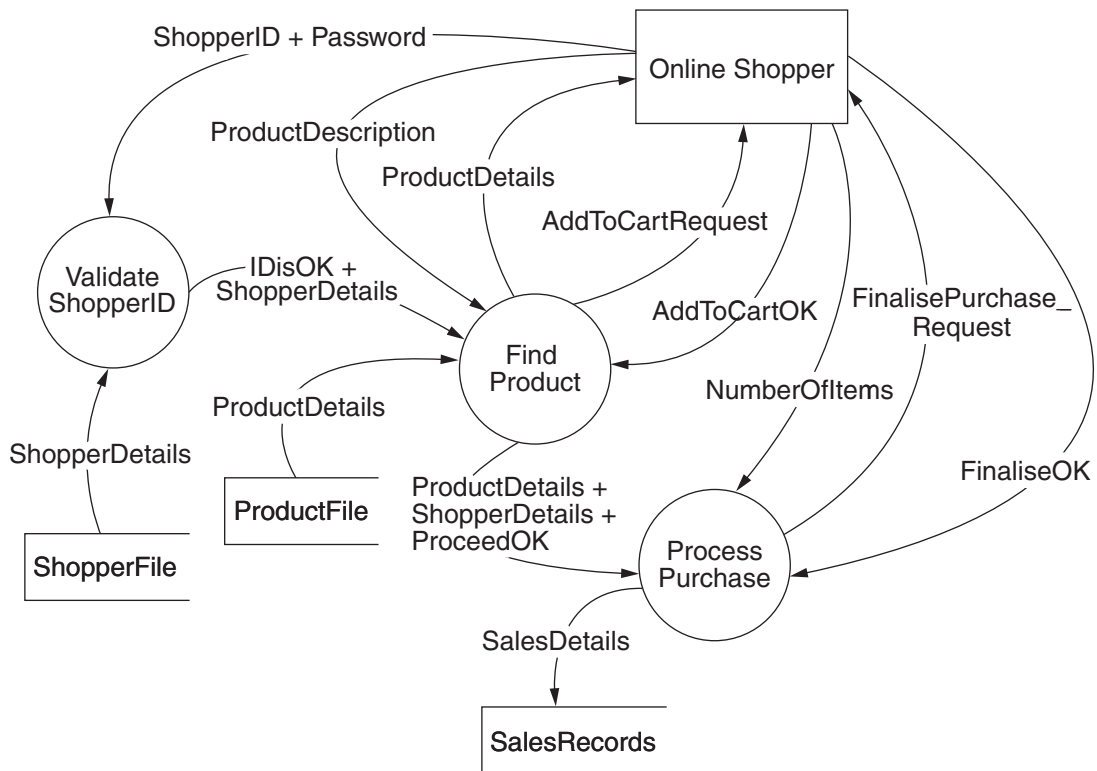 ShopperID + Password
Online Shopper
ProductDescription
ProductDetails
AddToCartRequest
Validate
ShopperID
IDisOK +
ShopperDetails
AddToCartOK
FinalisePurchase_
Request
Find
Product
ProductDetails
NumberOfItems
ShopperDetails
FinaliseOK
ProductFile
ProductDetails +
ShopperDetails +
ProceedOK
ShopperFile
Process
Purchase
SalesDetails
SalesRecords